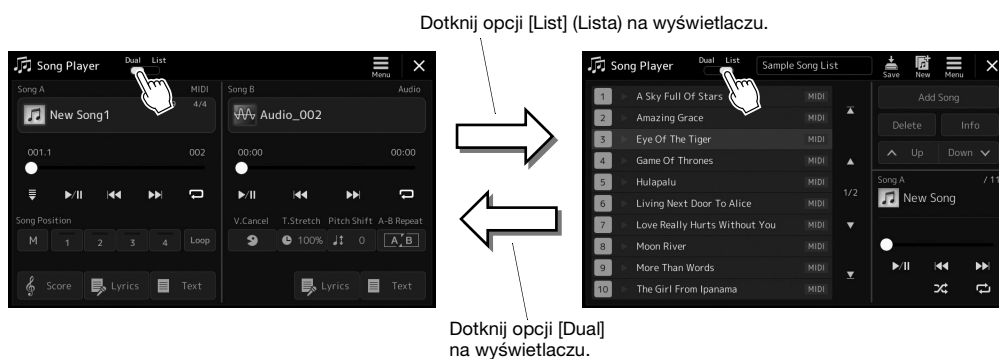 Dotknij opcji [List] (Lista) na wyświetlaczu.
Song Player Dual List Menu
Song A MIDI
4/4
New Song1
001.1 002
Song Position
M 1 2 3 4 Loop
Score Lyrics Text
Song B Audio
Audio_002
00:00 00:00
V.Cancel T.Stretch Pitch Shift A-B Repeat
100% 0 A B
Lyrics Text
Song Player Dual List Sample Song List Save New Menu
1 A Sky Full Of Stars MIDI
2 Amazing Grace MIDI
3 Eye Of The Tiger MIDI
4 Game Of Thrones MIDI
5 Hulapalu MIDI
6 Living Next Door To Alice MIDI
7 Love Really Hurts Without You MIDI
8 Moon River MIDI
9 More Than Words MIDI
10 The Girl From Ipanama MIDI
1/2
Add Song
Delete Info
Up Down
Song A / 11
New Song
Dotknij opcji [Dual]
na wyświetlaczu.